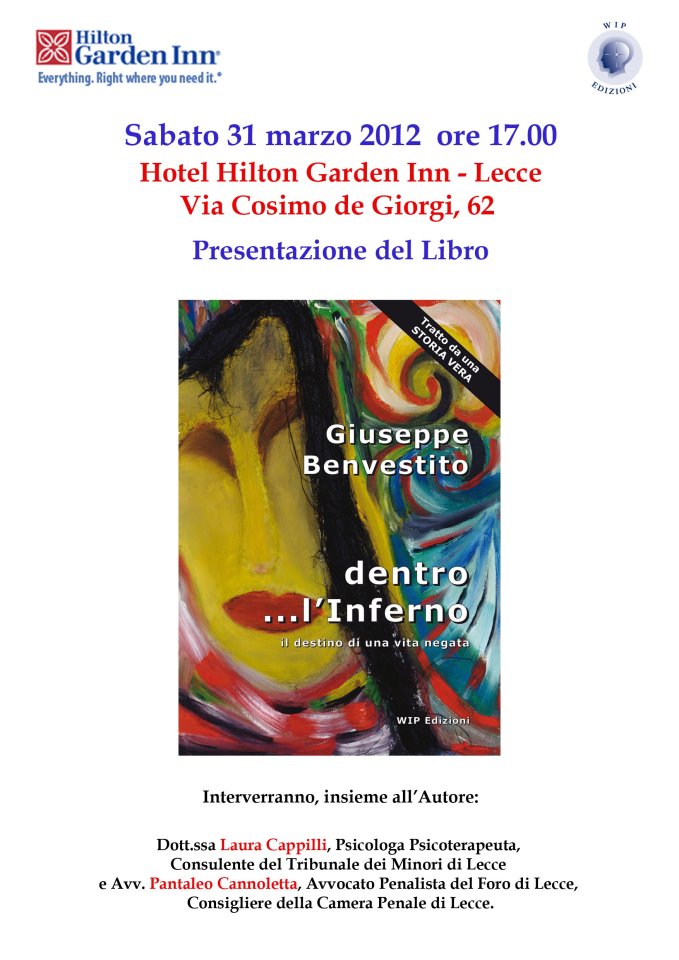 Hilton
Garden Inn®
Everything. Right where you need it.®
WIP
EDIZIONI
Sabato 31 marzo 2012 ore 17.00
Hotel Hilton Garden Inn - Lecce
Via Cosimo de Giorgi, 62
Presentazione del Libro
Tratto da una
STORIA VERA
Giuseppe
Benvestito
dentro
...l'Inferno
il destino di una vita negata
WIP Edizioni
Interverranno, insieme all'Autore:
Dott.ssa Laura Cappilli, Psicologa Psicoterapeuta,
Consulente del Tribunale dei Minori di Lecce
e Avv. Pantaleo Cannoletta, Avvocato Penalista del Foro di Lecce,
Consigliere della Camera Penale di Lecce.